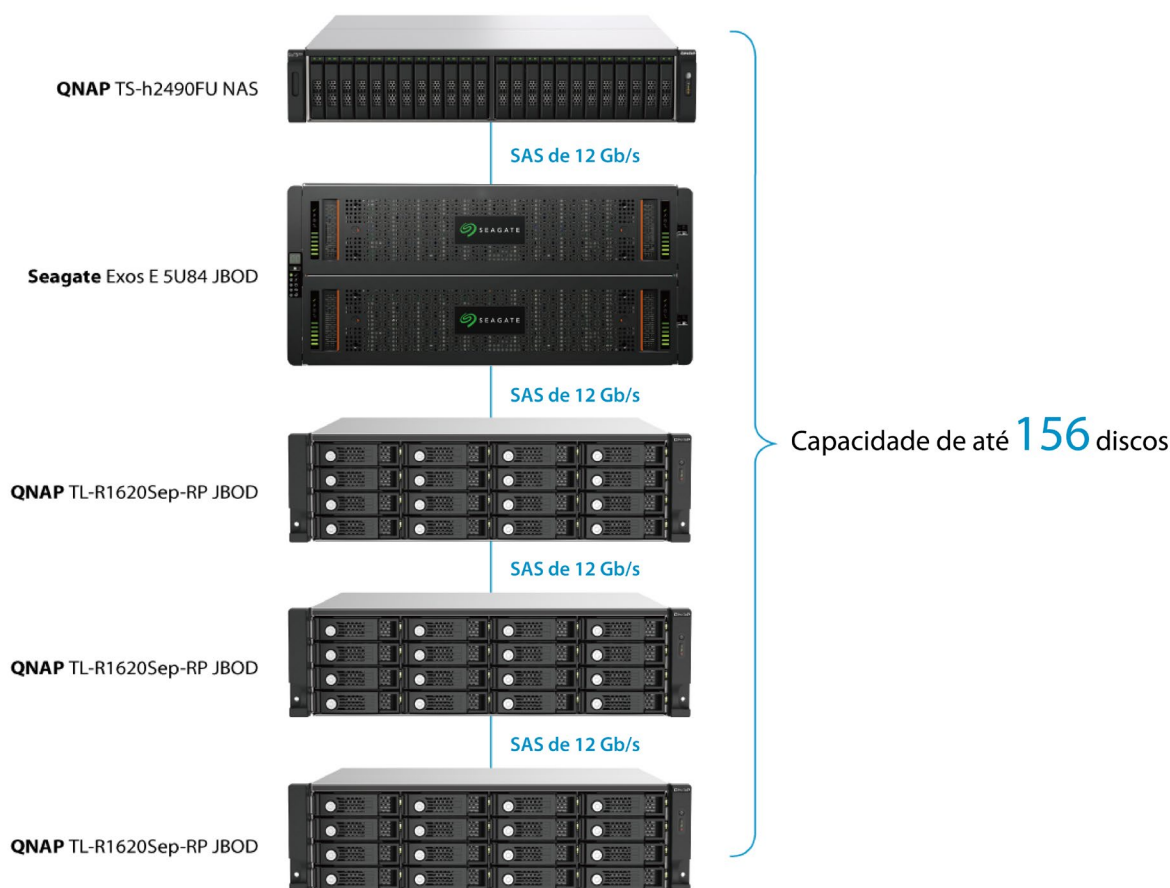 QNAP TS-h2490FU NAS
SAS de 12 Gb/s
SEAGATE
Seagate Exos E 5U84 JBOD
SEAGATE
SAS de 12 Gb/s
Capacidade de até 156 discos
QNAP TL-R1620Sep-RP JBOD
SAS de 12 Gb/s
QNAP TL-R1620Sep-RP JBOD
SAS de 12 Gb/s
QNAP TL-R1620Sep-RP JBOD